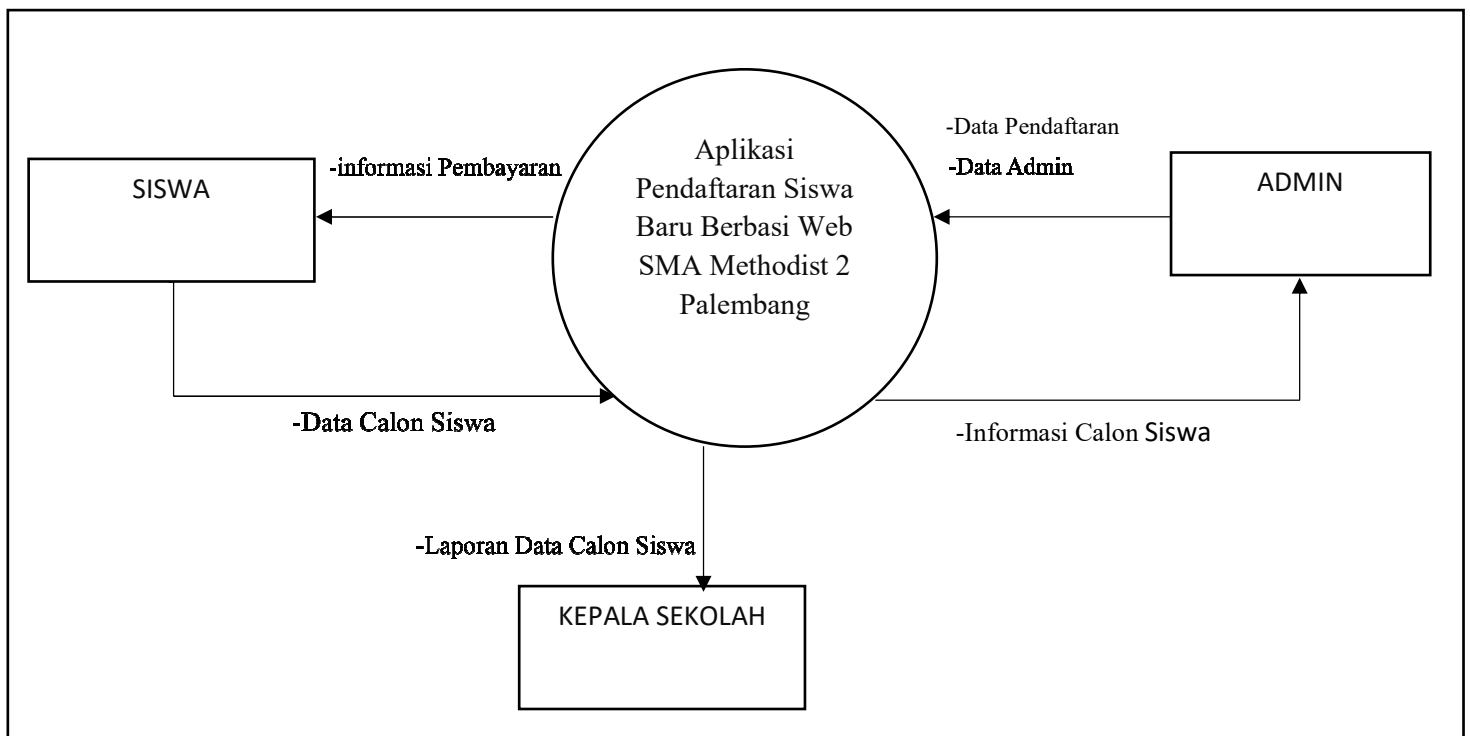 SISWA
-informasi Pembayaran
Aplikasi
Pendaftaran Siswa
Baru Berbasi Web
SMA Methodist 2
Palembang
-Data Pendaftaran
-Data Admin
ADMIN
-Data Calon Siswa
-Informasi Calon Siswa
-Laporan Data Calon Siswa
KEPALA SEKOLAH